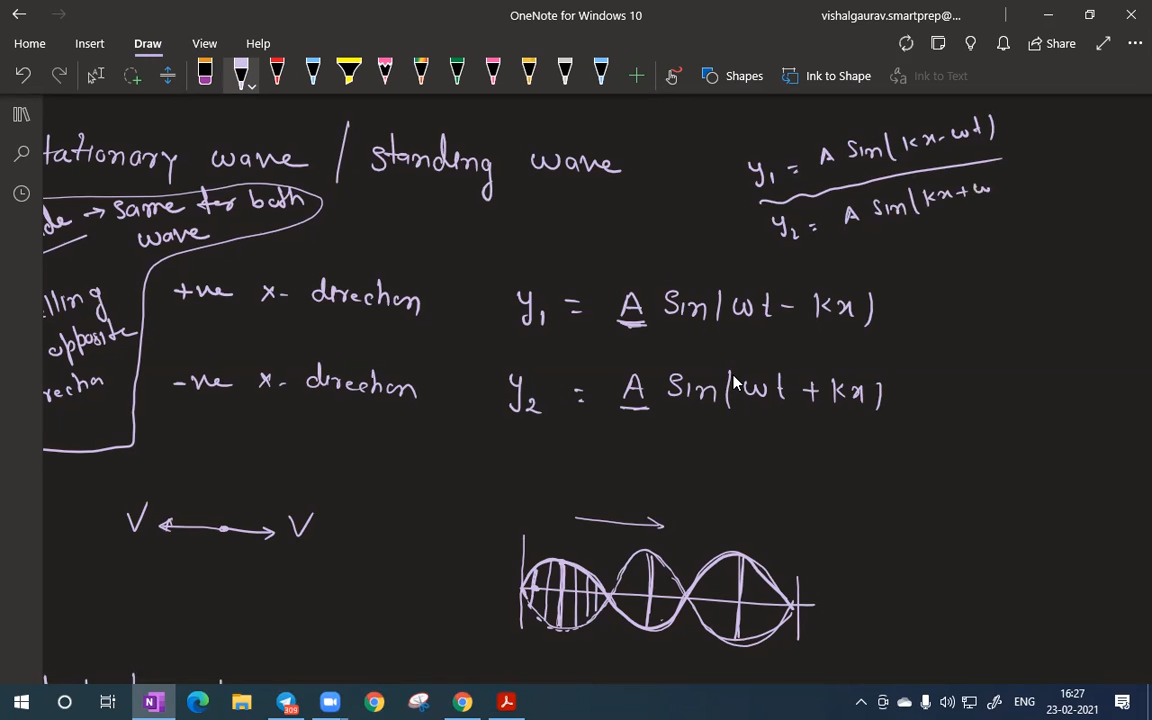 OneNote for Windows 10
vishalgaurav.smartprep@...
Home Insert Draw View Help
Share
Shapes
Ink to Shape
Ink to Text
tationary wave / standing wave
y₁ = A Sin(kx-ωt)
y₂ = A Sin(kx+ω
de → same for both
wave
lling
opposite
+ve x- direction
y₁ = A Sin(ωt - kx)
-ve x- direction
y₂ = A Sin(ωt + kx)
V V
309
ENG
16:27
23-02-2021